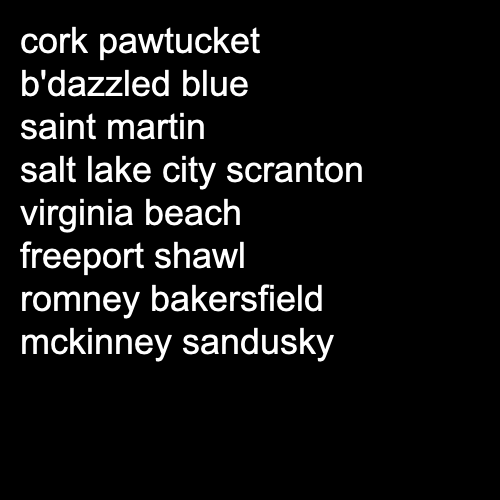 cork pawtucket
b'dazzled blue
saint martin
salt lake city scranton
virginia beach
freeport shawl
romney bakersfield
mckinney sandusky